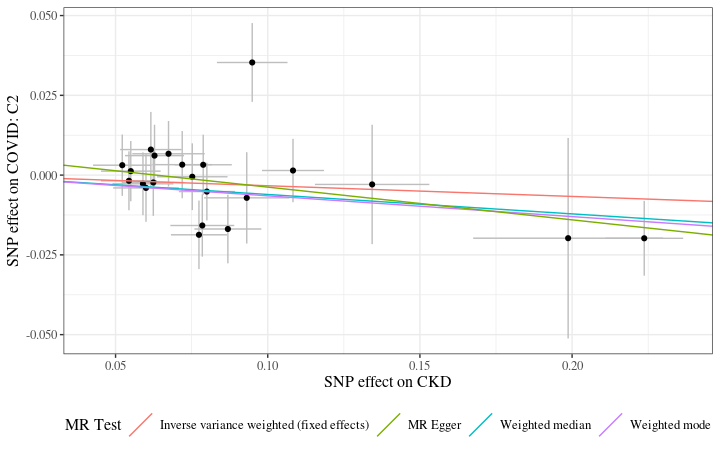 SNP effect on COVID: C2
0.050
0.025
0.000
-0.025
-0.050
0.05 0.10 0.15 0.20
SNP effect on CKD
MR Test Inverse variance weighted (fixed effects) MR Egger Weighted median Weighted mode